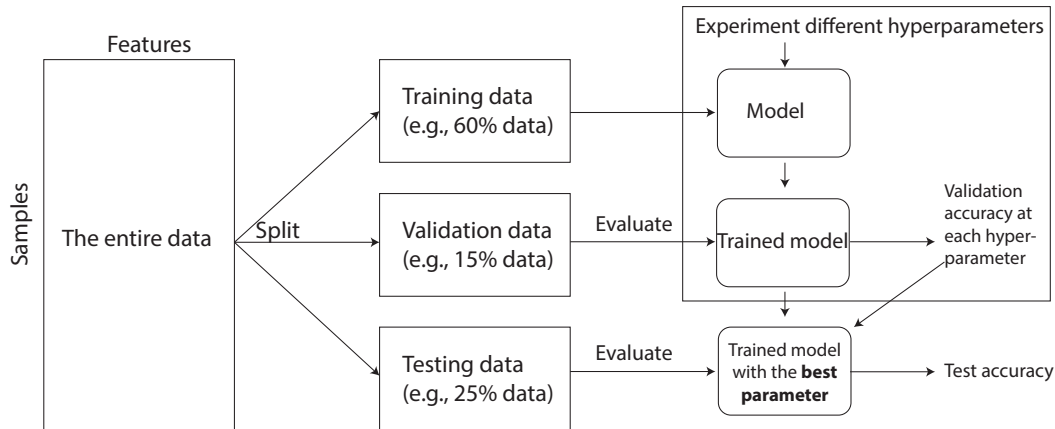 Features
Samples
The entire data
Split
Training data
(e.g., 60% data)
Validation data
(e.g., 15% data)
Testing data
(e.g., 25% data)
Evaluate
Evaluate
Experiment different hyperparameters
Model
Trained model
Validation
accuracy at
each hyper-
parameter
Trained model
with the best
parameter
Test accuracy